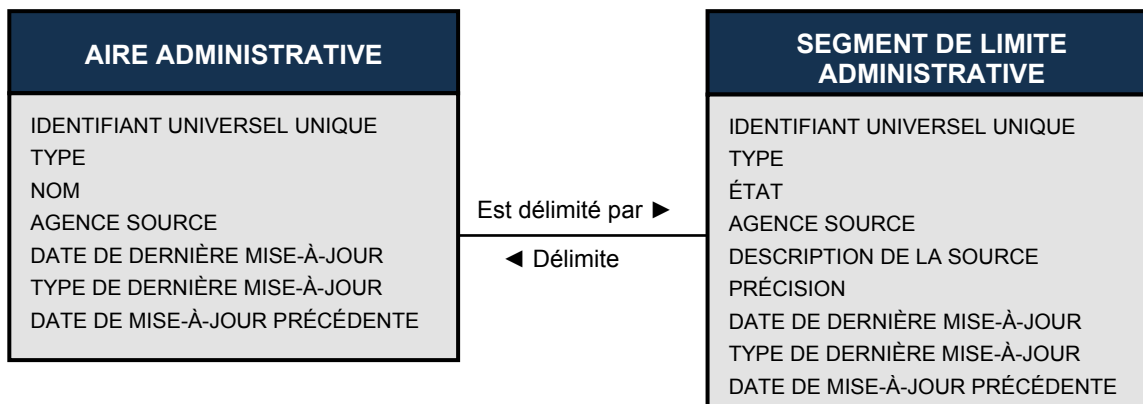 AIRE ADMINISTRATIVE
IDENTIFIANT UNIVERSEL UNIQUE
TYPE
NOM
AGENCE SOURCE
DATE DE DERNIÈRE MISE-À-JOUR
TYPE DE DERNIÈRE MISE-À-JOUR
DATE DE MISE-À-JOUR PRÉCÉDENTE
Est délimité par ►
◄ Délimite
SEGMENT DE LIMITE
ADMINISTRATIVE
IDENTIFIANT UNIVERSEL UNIQUE
TYPE
ÉTAT
AGENCE SOURCE
DESCRIPTION DE LA SOURCE
PRÉCISION
DATE DE DERNIÈRE MISE-À-JOUR
TYPE DE DERNIÈRE MISE-À-JOUR
DATE DE MISE-À-JOUR PRÉCÉDENTE